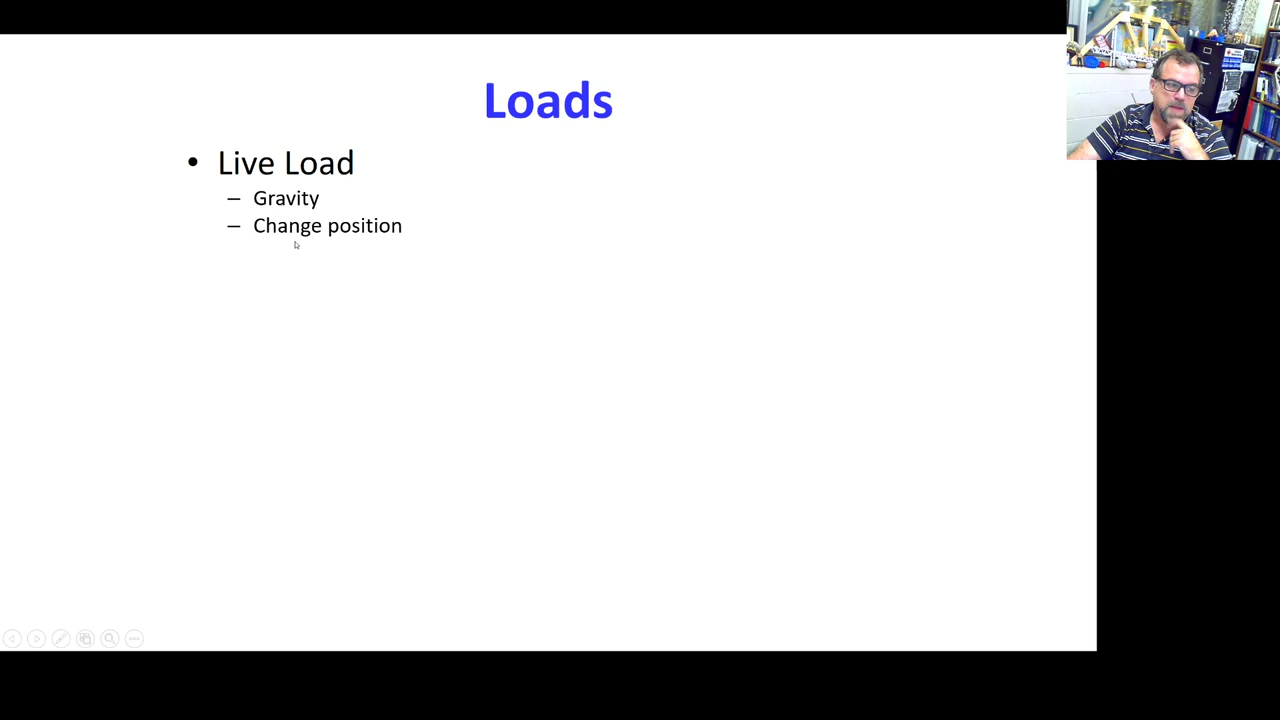 Loads
• Live Load
– Gravity
– Change position